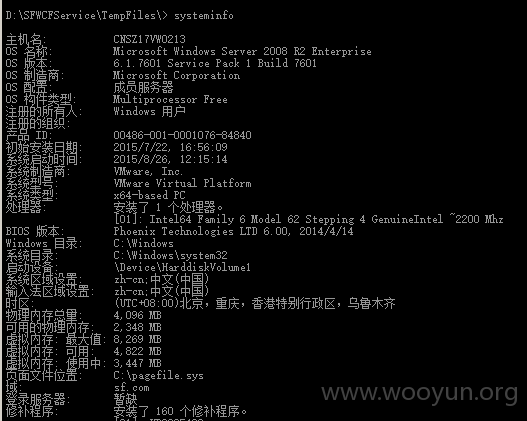 D:\SFWCFService\TempFiles\> systeminfo
主机名: CNSZ17VW0213
OS 名称: Microsoft Windows Server 2008 R2 Enterprise
OS 版本: 6.1.7601 Service Pack 1 Build 7601
OS 制造商: Microsoft Corporation
OS 配置: 成员服务器
OS 构件类型: Multiprocessor Free
注册的所有人: Windows 用户
注册的组织:
产品 ID: 00486-001-0001076-84840
初始安装日期: 2015/7/22, 16:56:09
系统启动时间: 2015/8/26, 12:15:14
系统制造商: VMware, Inc.
系统型号: VMware Virtual Platform
系统类型: x64-based PC
处理器: 安装了 1 个处理器。
[01]: Intel64 Family 6 Model 62 Stepping 4 GenuineIntel ~2200 Mhz
BIOS 版本: Phoenix Technologies LTD 6.00, 2014/4/14
Windows 目录: C:\Windows
系统目录: C:\Windows\system32
启动设备: \Device\HarddiskVolume1
系统区域设置: zh-cn;中文(中国)
输入法区域设置: zh-cn;中文(中国)
时区: (UTC+08:00)北京，重庆，香港特别行政区，乌鲁木齐
物理内存总量: 4,096 MB
可用的物理内存: 2,348 MB
虚拟内存: 最大值: 8,269 MB
虚拟内存: 可用: 4,822 MB
虚拟内存: 使用中: 3,447 MB
页面文件位置: C:\pagefile.sys
域: sf.com
登录服务器: 暂缺
修补程序: 安装了 160 个修补程序。
www.wooyun.org